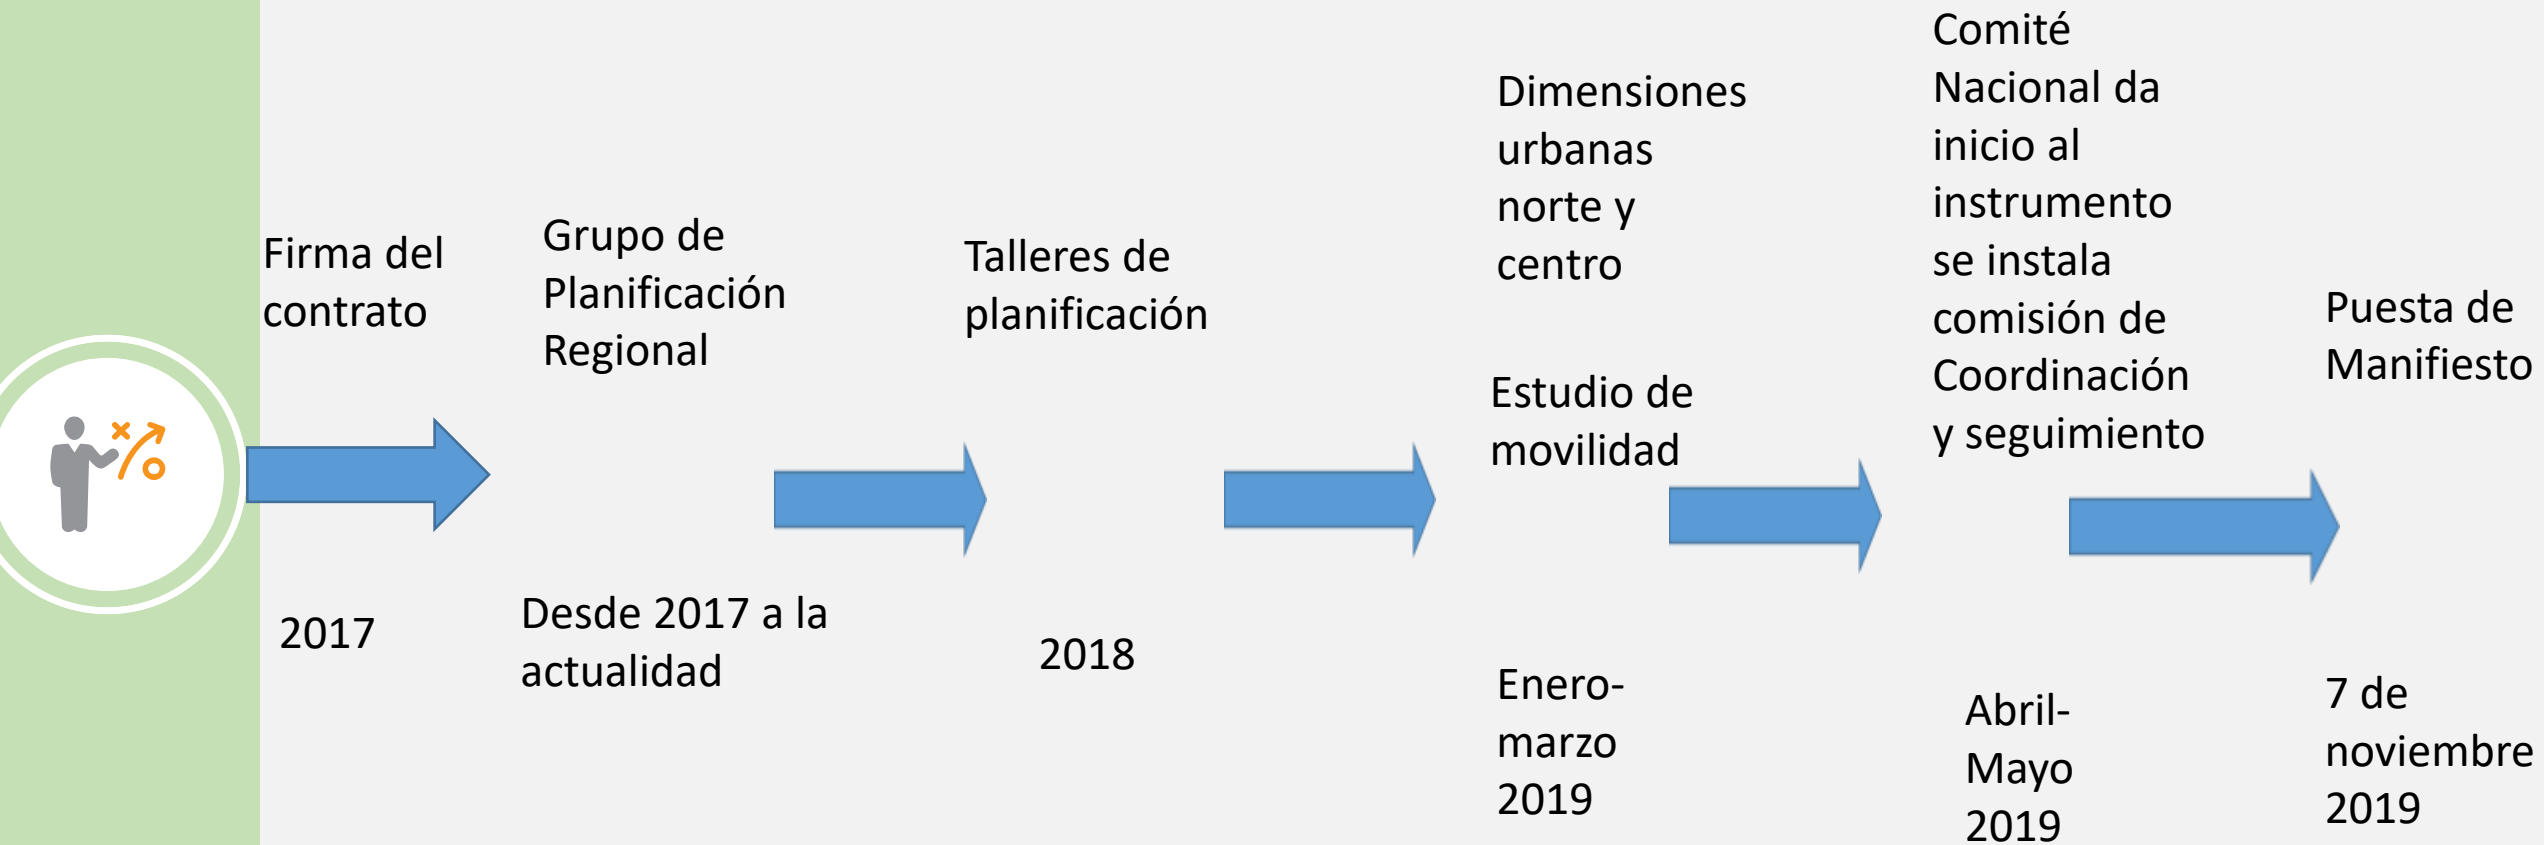 Firma del
contrato
2017
Grupo de
Planificación
Regional
Desde 2017 a la
actualidad
Talleres de
planificación
2018
Dimensiones
urbanas
norte y
centro
Estudio de
movilidad
Enero-
marzo
2019
Comité
Nacional da
inicio al
instrumento
se instala
comisión de
Coordinación
y seguimiento
Abril-
Mayo
2019
Puesta de
Manifiesto
7 de
noviembre
2019